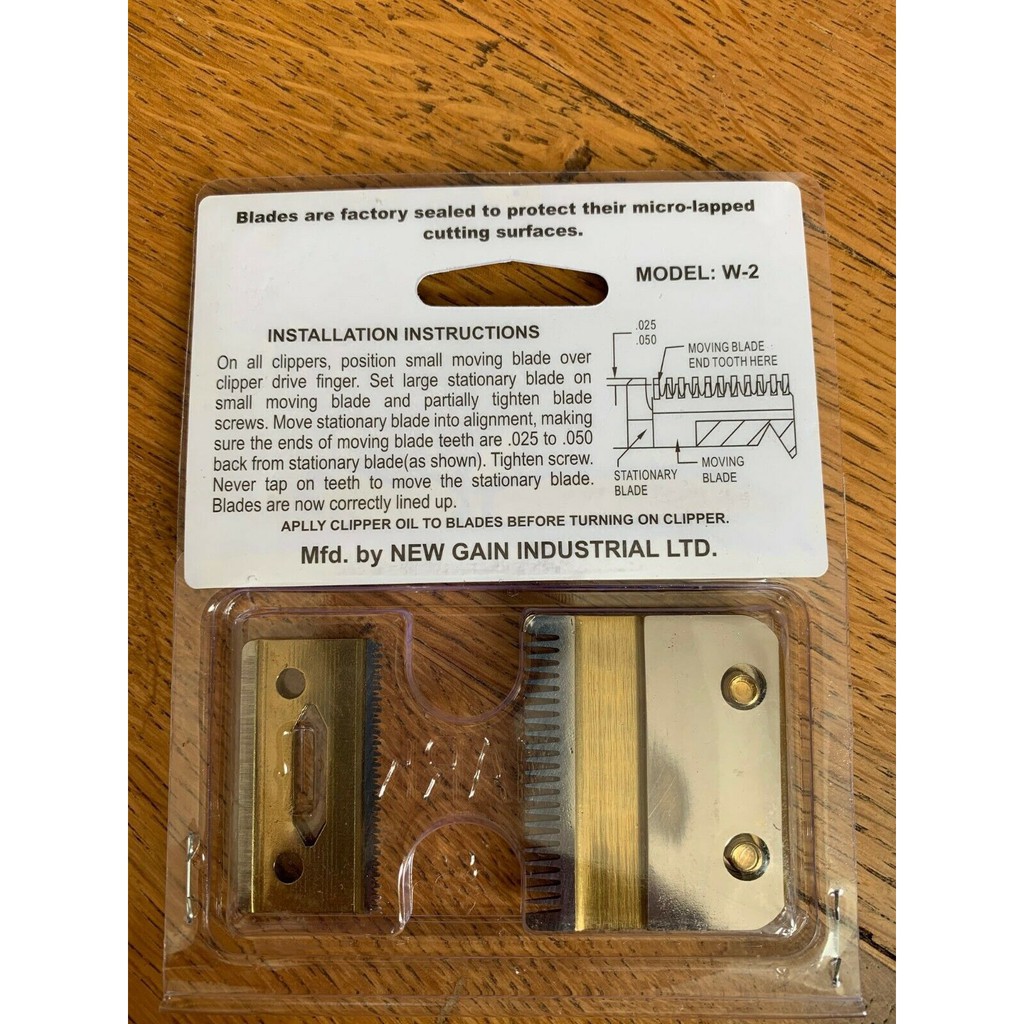 Blades are factory sealed to protect their micro-lapped
cutting surfaces.
MODEL: W-2
INSTALLATION INSTRUCTIONS
On all clippers, position small moving blade over
clipper drive finger. Set large stationary blade on
small moving blade and partially tighten blade
screws. Move stationary blade into alignment, making
sure the ends of moving blade teeth are .025 to .050
back from stationary blade(as shown). Tighten screw.
Never tap on teeth to move the stationary blade.
Blades are now correctly lined up.
.025
.050
MOVING BLADE
END TOOTH HERE
STATIONARY
BLADE
MOVING
BLADE
APLLY CLIPPER OIL TO BLADES BEFORE TURNING ON CLIPPER.
Mfd. by NEW GAIN INDUSTRIAL LTD.